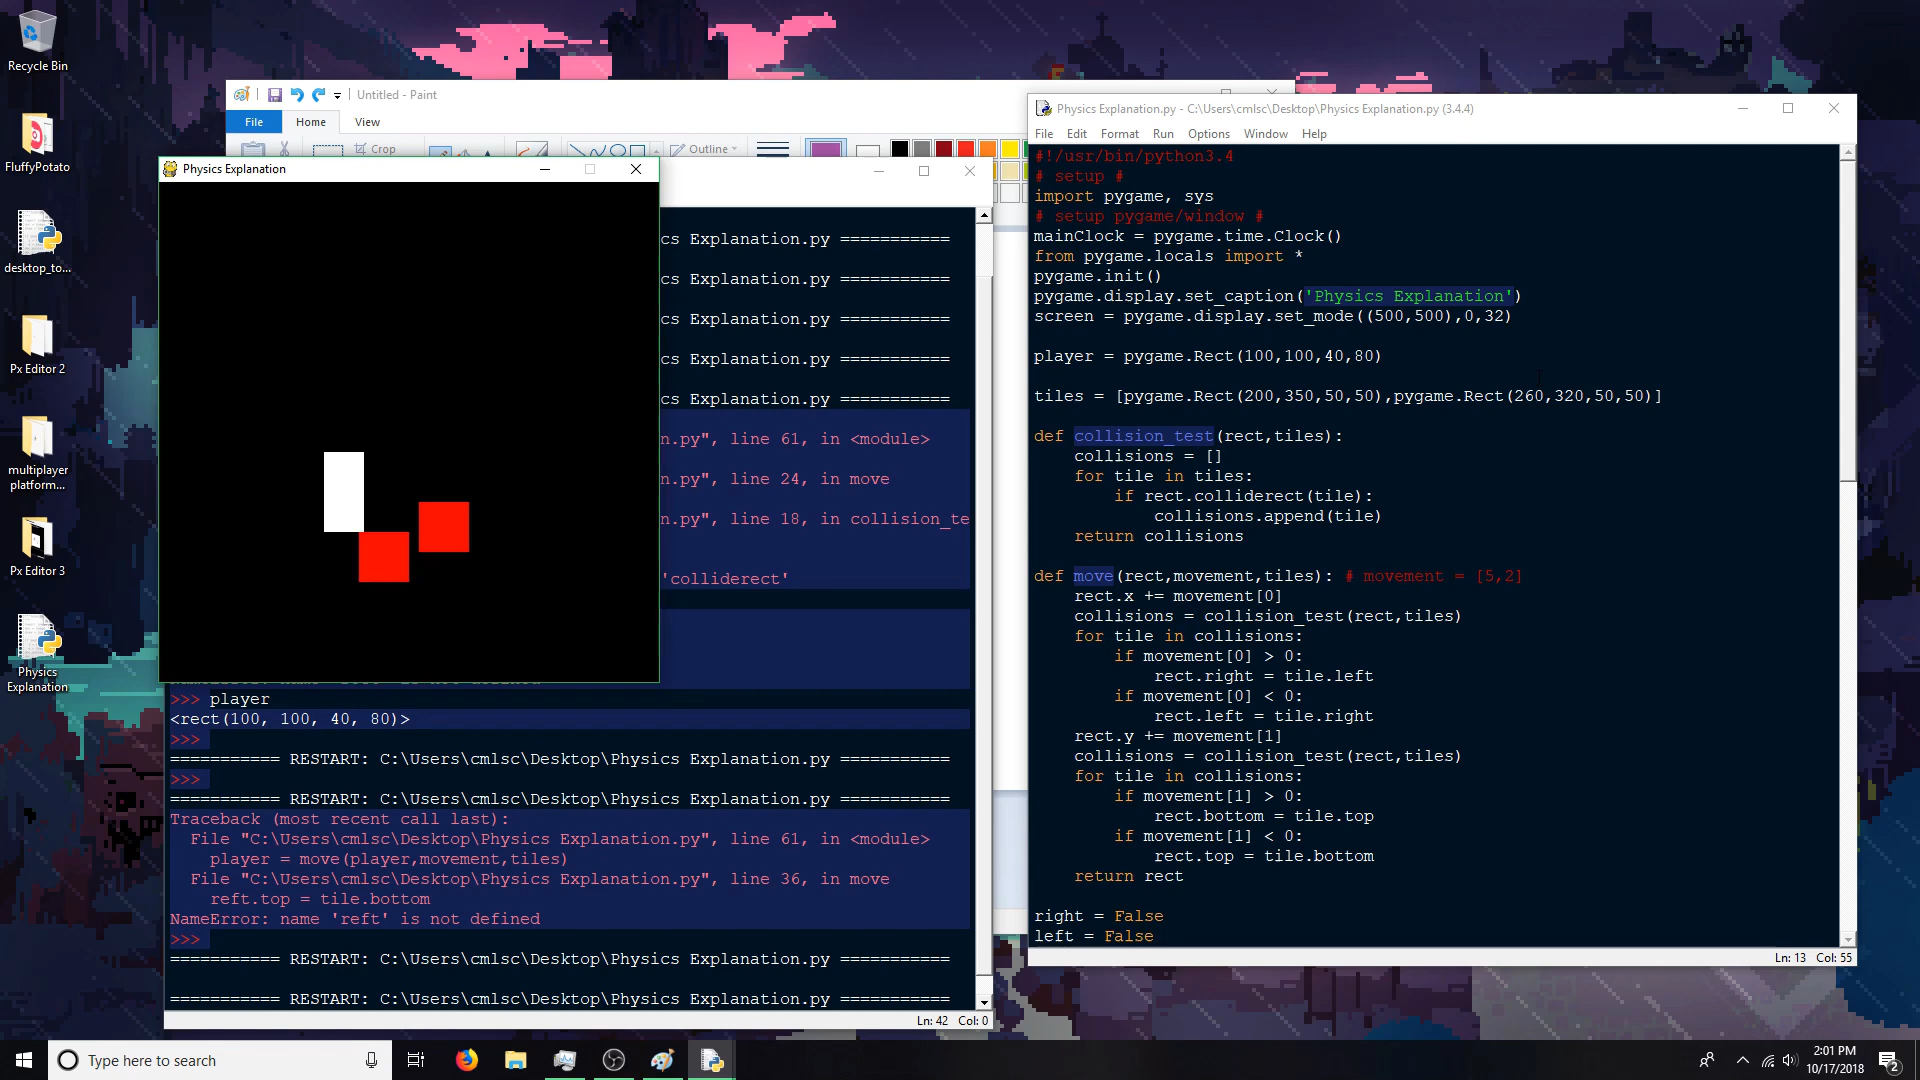 Recycle Bin
FluffyPotato
desktop_to...
Px Editor 2
multiplayer
platform...
Px Editor 3
Physics
Explanation
Untitled - Paint
File
Home
View
Crop
Outline
Physics Explanation
cs Explanation.py ===========
cs Explanation.py ===========
cs Explanation.py ===========
cs Explanation.py ===========
cs Explanation.py ===========
n.py", line 61, in <module>
n.py", line 24, in move
n.py", line 18, in collision_te
'colliderect'
>>> player
<rect(100, 100, 40, 80)>
>>>
=========== RESTART: C:\Users\cmlsc\Desktop\Physics Explanation.py ===========
>>>
=========== RESTART: C:\Users\cmlsc\Desktop\Physics Explanation.py ===========
Traceback (most recent call last):
  File "C:\Users\cmlsc\Desktop\Physics Explanation.py", line 61, in <module>
    player = move(player,movement,tiles)
  File "C:\Users\cmlsc\Desktop\Physics Explanation.py", line 36, in move
    reft.top = tile.bottom
NameError: name 'reft' is not defined
>>>
=========== RESTART: C:\Users\cmlsc\Desktop\Physics Explanation.py ===========
=========== RESTART: C:\Users\cmlsc\Desktop\Physics Explanation.py ===========
Ln: 42 Col: 0
Physics Explanation.py - C:\Users\cmlsc\Desktop\Physics Explanation.py (3.4.4)
File Edit Format Run Options Window Help
#!/usr/bin/python3.4
# setup #
import pygame, sys
# setup pygame/window #
mainClock = pygame.time.Clock()
from pygame.locals import *
pygame.init()
pygame.display.set_caption('Physics Explanation')
screen = pygame.display.set_mode((500,500),0,32)
player = pygame.Rect(100,100,40,80)
tiles = [pygame.Rect(200,350,50,50),pygame.Rect(260,320,50,50)]
def collision_test(rect,tiles):
    collisions = []
    for tile in tiles:
        if rect.colliderect(tile):
            collisions.append(tile)
    return collisions
def move(rect,movement,tiles): # movement = [5,2]
    rect.x += movement[0]
    collisions = collision_test(rect,tiles)
    for tile in collisions:
        if movement[0] > 0:
            rect.right = tile.left
        if movement[0] < 0:
            rect.left = tile.right
    rect.y += movement[1]
    collisions = collision_test(rect,tiles)
    for tile in collisions:
        if movement[1] > 0:
            rect.bottom = tile.top
        if movement[1] < 0:
            rect.top = tile.bottom
    return rect
right = False
left = False
Ln: 13 Col: 55
Type here to search
2:01 PM
10/17/2018
2